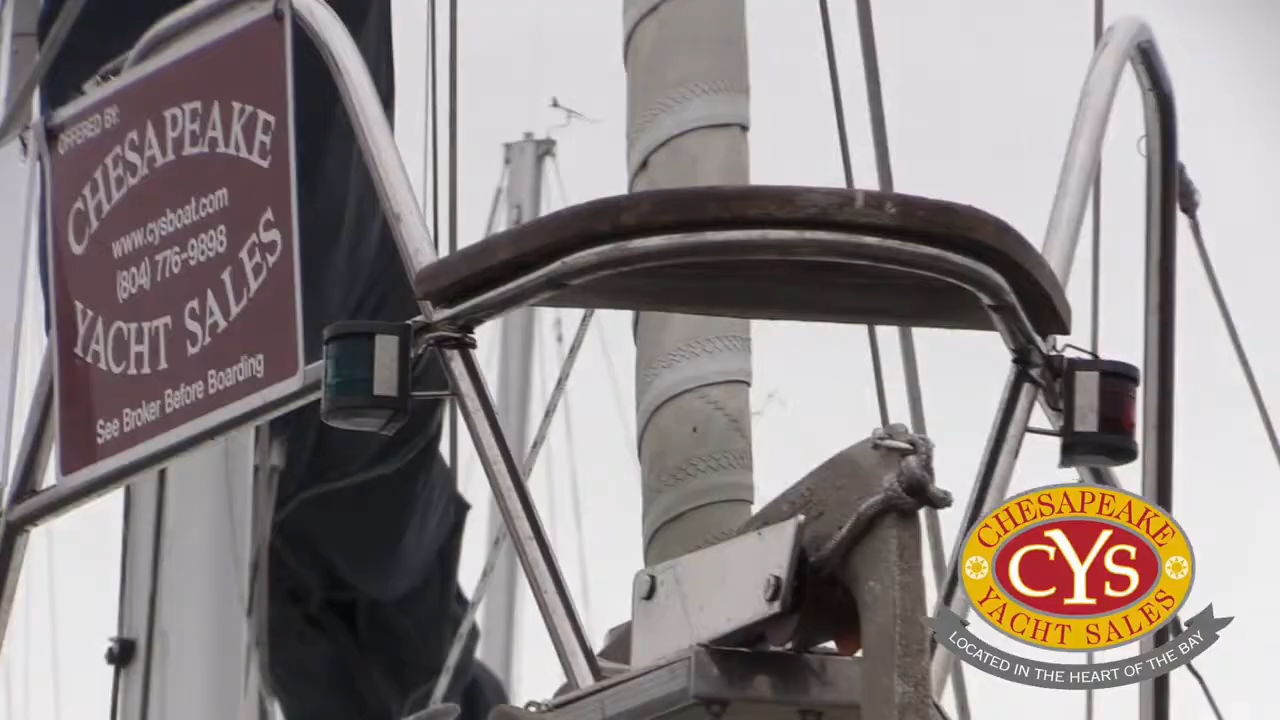 OFFERED BY:
CHESAPEAKE
www.cysboat.com
(804) 776-9898
YACHT SALES
See Broker Before Boarding
CHESAPEAKE
CYS
YACHT SALES
LOCATED IN THE HEART OF THE BAY